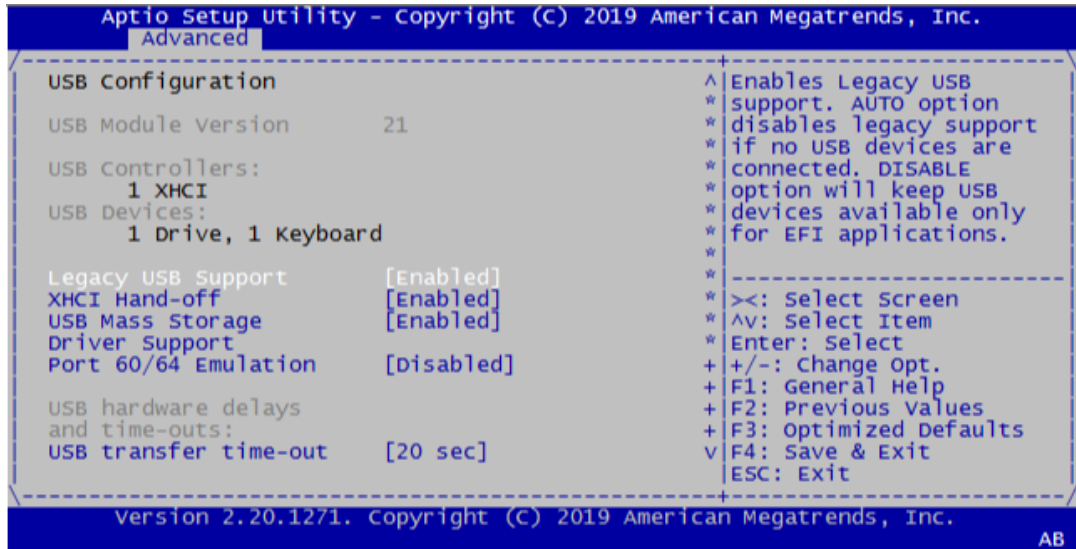 Aptio Setup Utility - Copyright (C) 2019 American Megatrends, Inc.
Advanced
USB Configuration
USB Module Version 21
USB Controllers:
1 XHCI
USB Devices:
1 Drive, 1 Keyboard
Legacy USB Support [Enabled]
XHCI Hand-off [Enabled]
USB Mass Storage [Enabled]
Driver Support
Port 60/64 Emulation [Disabled]
USB hardware delays
and time-outs:
USB transfer time-out [20 sec]
Enables Legacy USB
support. AUTO option
disables legacy support
if no USB devices are
connected. DISABLE
option will keep USB
devices available only
for EFI applications.
><: Select Screen
^v: Select Item
Enter: Select
+/-: Change Opt.
F1: General Help
F2: Previous Values
F3: Optimized Defaults
F4: Save & Exit
ESC: Exit
Version 2.20.1271. Copyright (C) 2019 American Megatrends, Inc.
AB